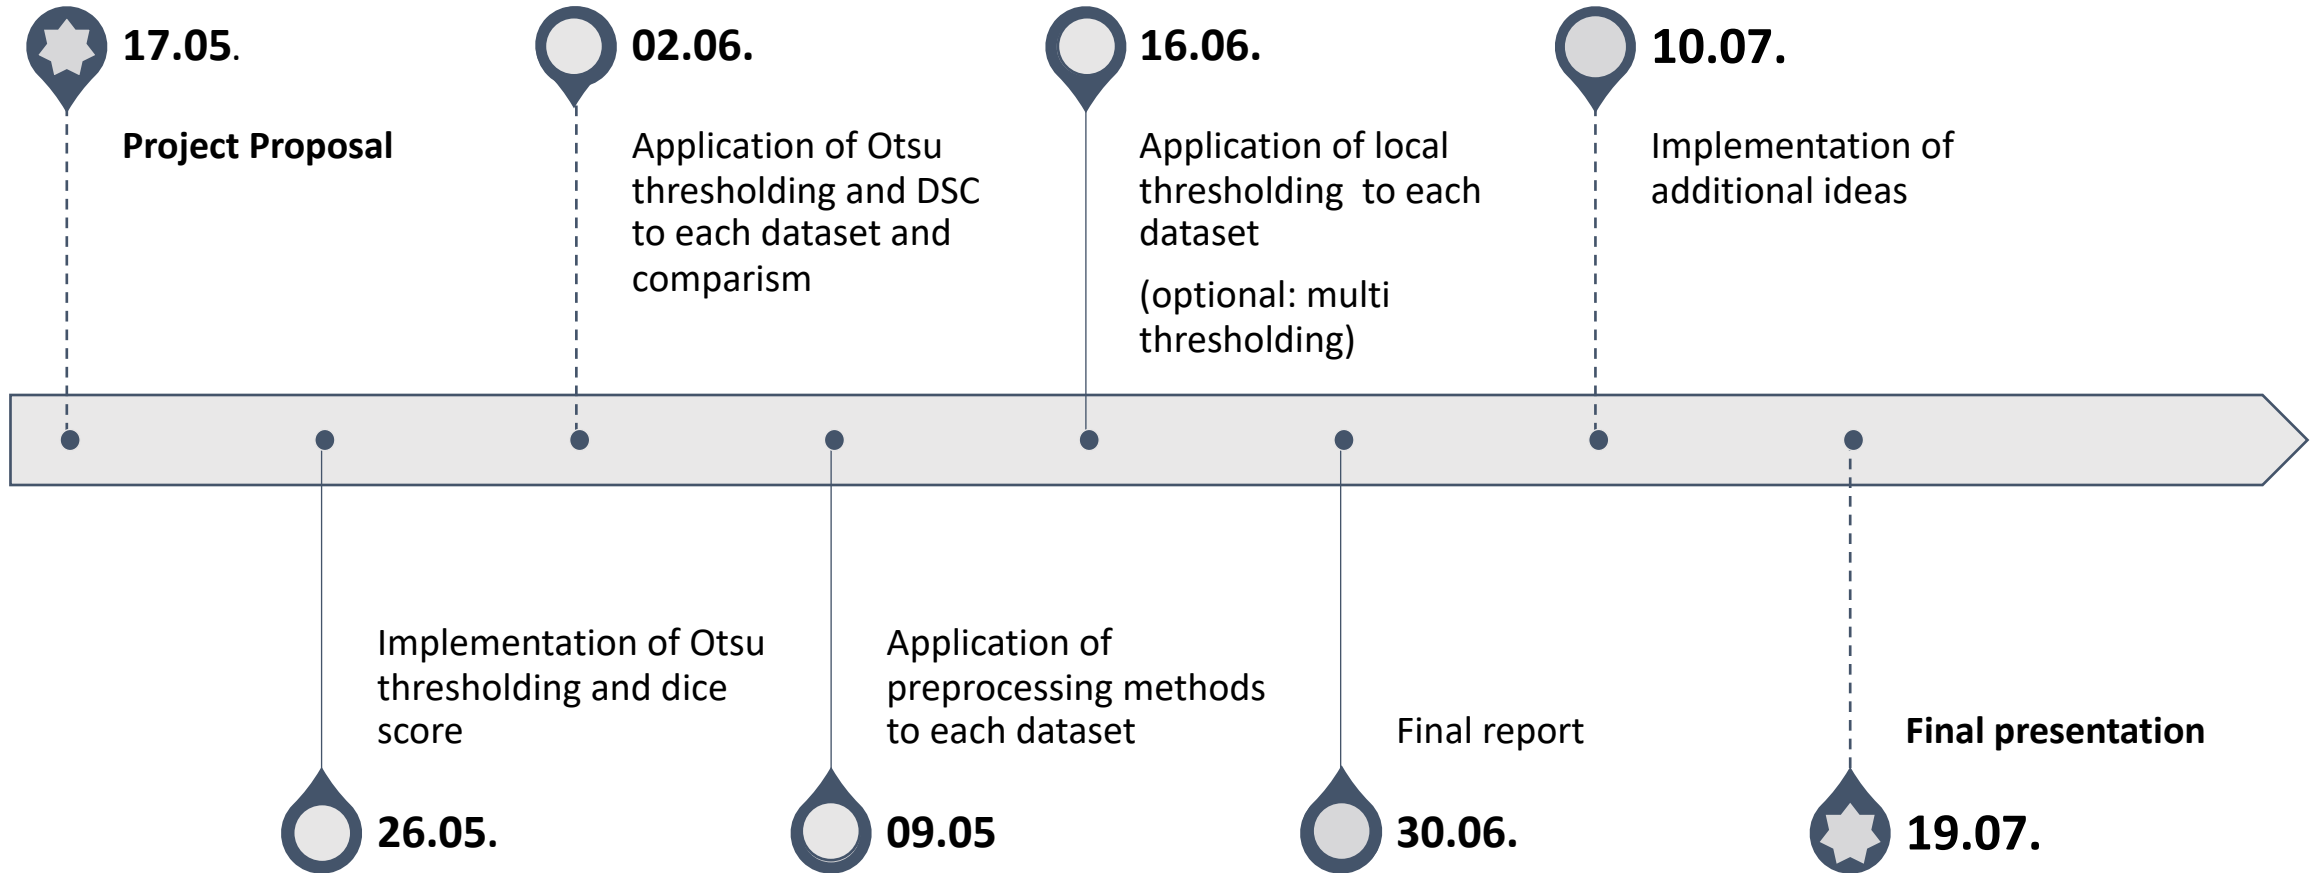 17.05.
Project Proposal
02.06.
Application of Otsu
thresholding and DSC
to each dataset and
comparism
16.06.
Application of local
thresholding  to each
dataset
(optional: multi
thresholding)
10.07.
Implementation of
additional ideas
Implementation of Otsu
thresholding and dice
score
26.05.
Application of
preprocessing methods
to each dataset
09.05
Final report
30.06.
Final presentation
19.07.